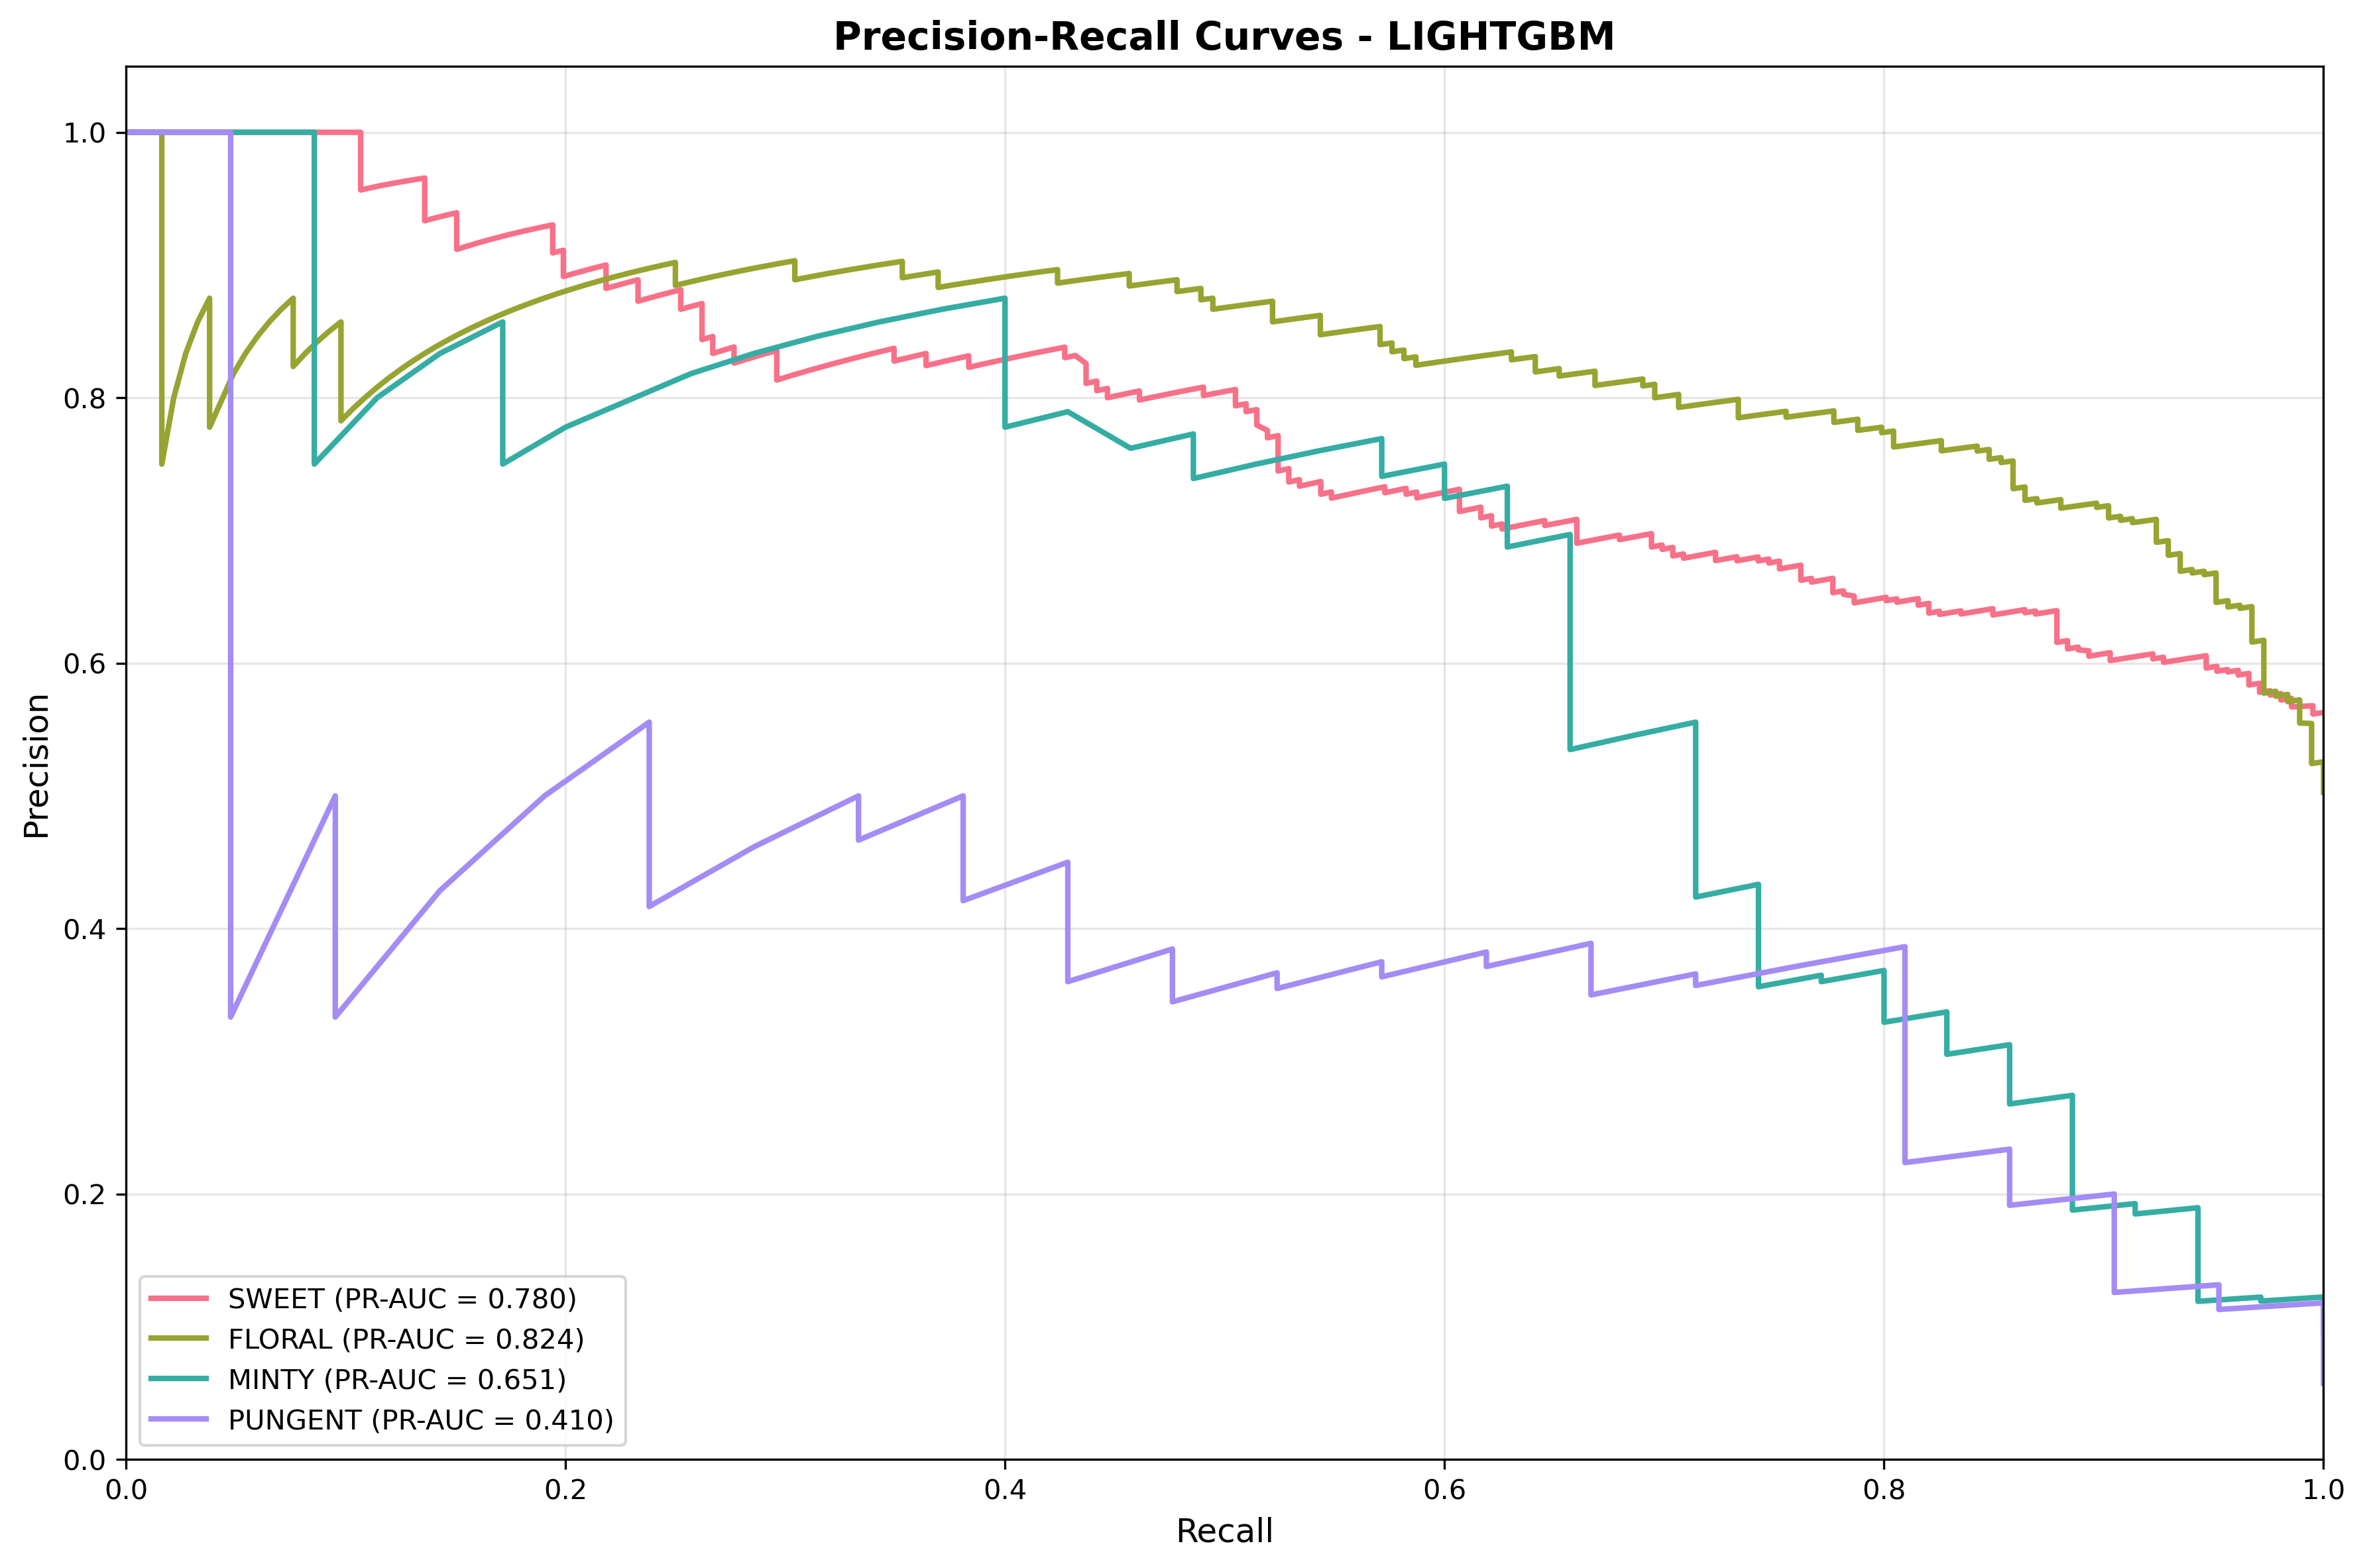 Precision-Recall Curves - LIGHTGBM
Precision
1.0
0.8
0.6
0.4
0.2
0.0
SWEET (PR-AUC = 0.780)
FLORAL (PR-AUC = 0.824)
MINTY (PR-AUC = 0.651)
PUNGENT (PR-AUC = 0.410)
0.0 0.2 0.4 0.6 0.8 1.0
Recall